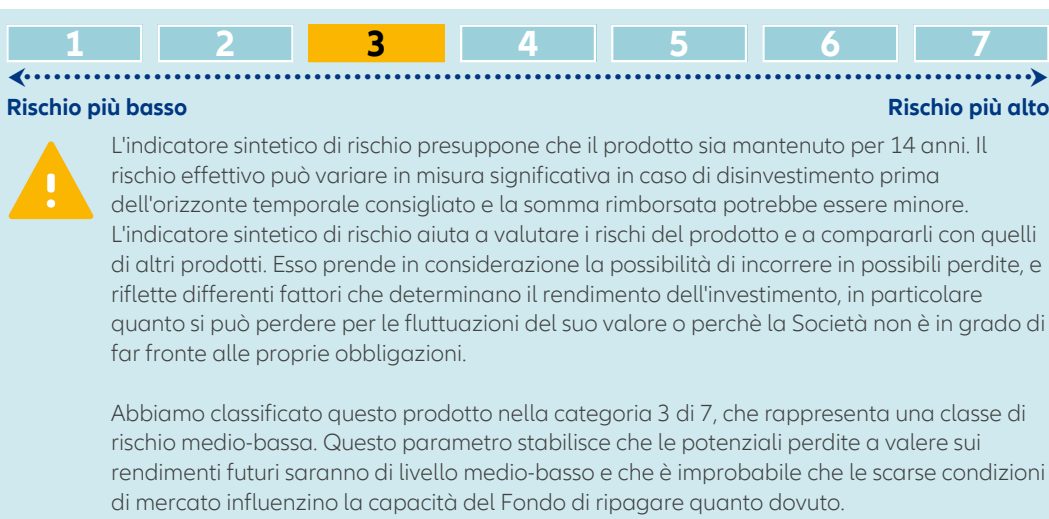 1 2 3 4 5 6 7
Rischio più basso Rischio più alto
L'indicatore sintetico di rischio presuppone che il prodotto sia mantenuto per 14 anni. Il
rischio effettivo può variare in misura significativa in caso di disinvestimento prima
dell'orizzonte temporale consigliato e la somma rimborsata potrebbe essere minore.
L'indicatore sintetico di rischio aiuta a valutare i rischi del prodotto e a compararli con quelli
di altri prodotti. Esso prende in considerazione la possibilità di incorrere in possibili perdite, e
riflette differenti fattori che determinano il rendimento dell'investimento, in particolare
quanto si può perdere per le fluttuazioni del suo valore o perchè la Società non è in grado di
far fronte alle proprie obbligazioni.
Abbiamo classificato questo prodotto nella categoria 3 di 7, che rappresenta una classe di
rischio medio-bassa. Questo parametro stabilisce che le potenziali perdite a valere sui
rendimenti futuri saranno di livello medio-basso e che è improbabile che le scarse condizioni
di mercato influenzino la capacità del Fondo di ripagare quanto dovuto.